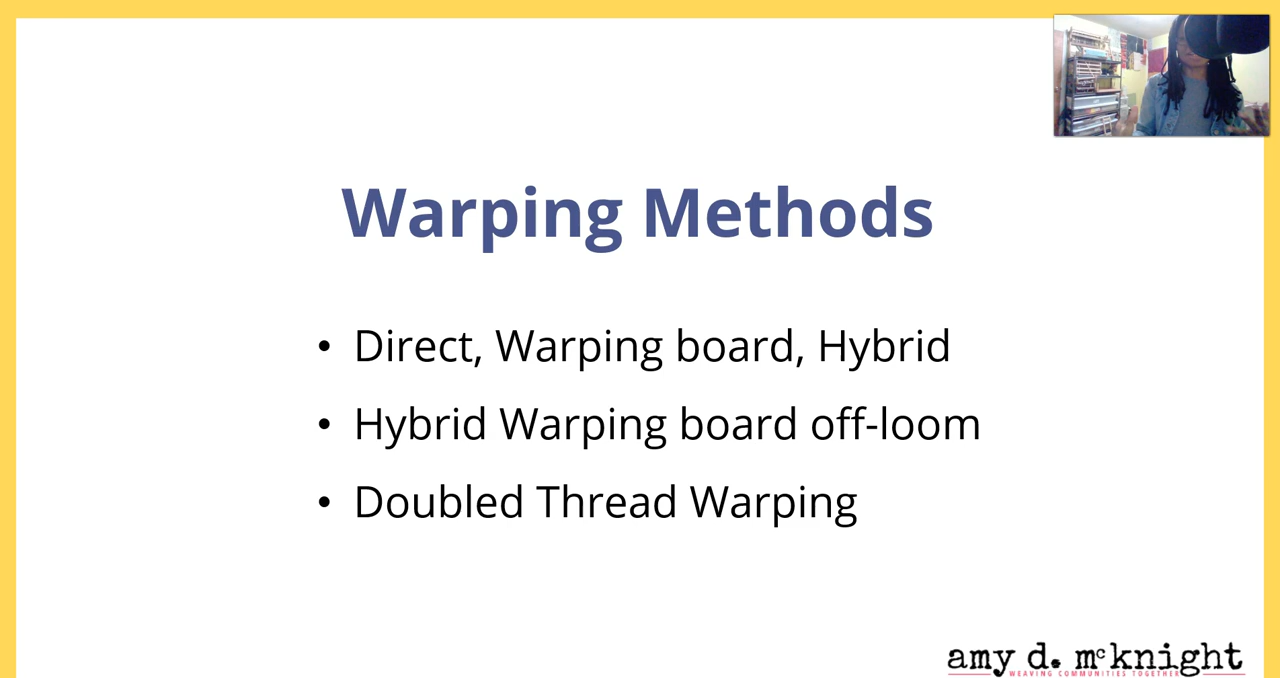 Warping Methods
• Direct, Warping board, Hybrid
• Hybrid Warping board off-loom
• Doubled Thread Warping
amy d. mcknight
WEAVING COMMUNITIES TOGETHER